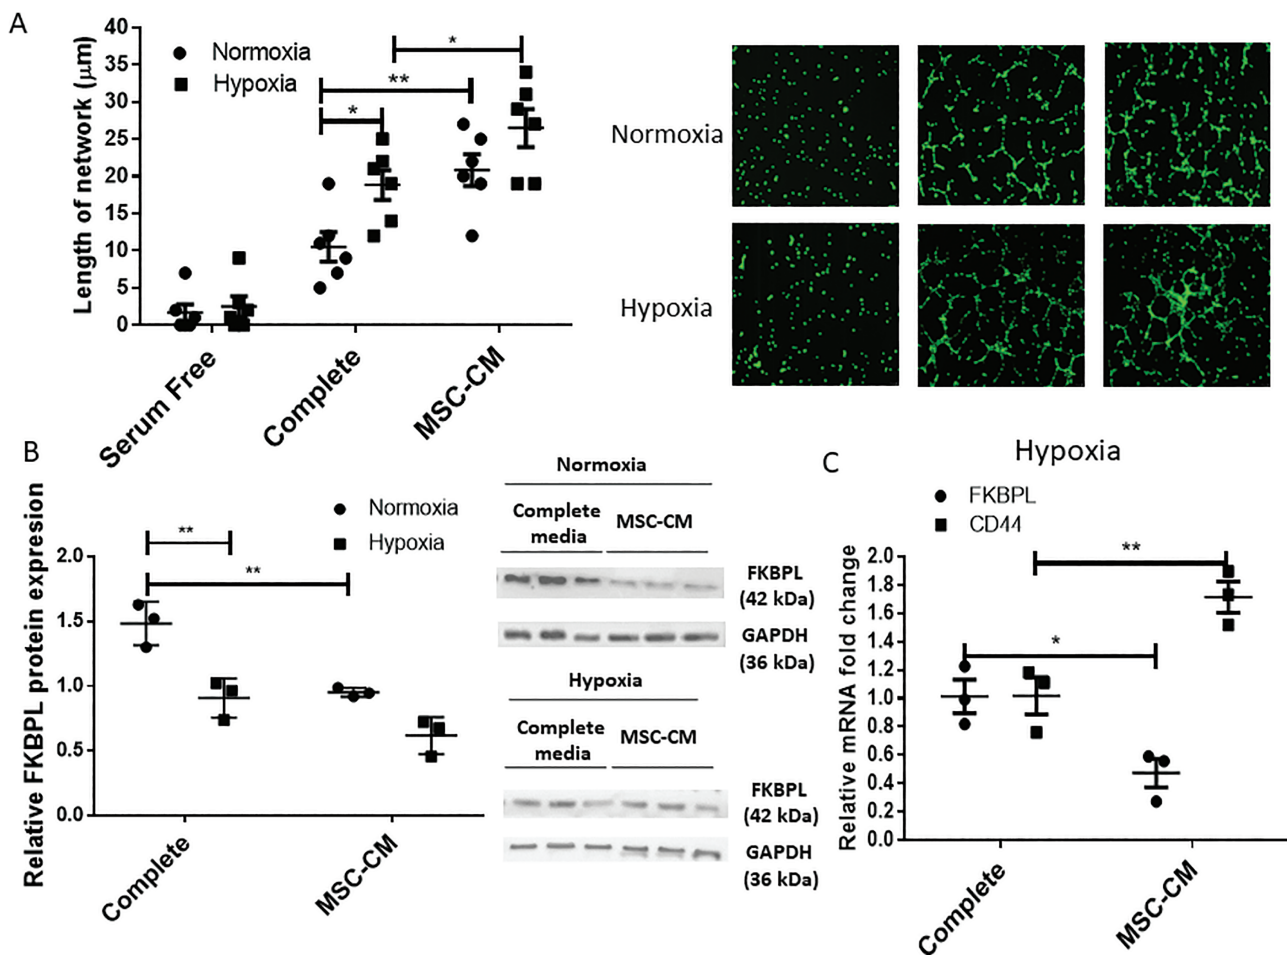 A
Length of network (μm)
40
35
30
25
20
15
10
5
0
Normoxia
Hypoxia
*
**
*
Serum Free
Complete
MSC-CM
Normoxia
Hypoxia
B
Relative FKBPL protein expresion
2.0
1.5
1.0
0.5
0.0
Normoxia
Hypoxia
**
**
Complete
MSC-CM
Normoxia
Complete
media
MSC-CM
FKBPL
(42 kDa)
GAPDH
(36 kDa)
Hypoxia
Complete
media
MSC-CM
FKBPL
(42 kDa)
GAPDH
(36 kDa)
C
Hypoxia
FKBPL
CD44
Relative mRNA fold change
2.0
1.8
1.6
1.4
1.2
1.0
0.8
0.6
0.4
0.2
0.0
**
*
Complete
MSC-CM